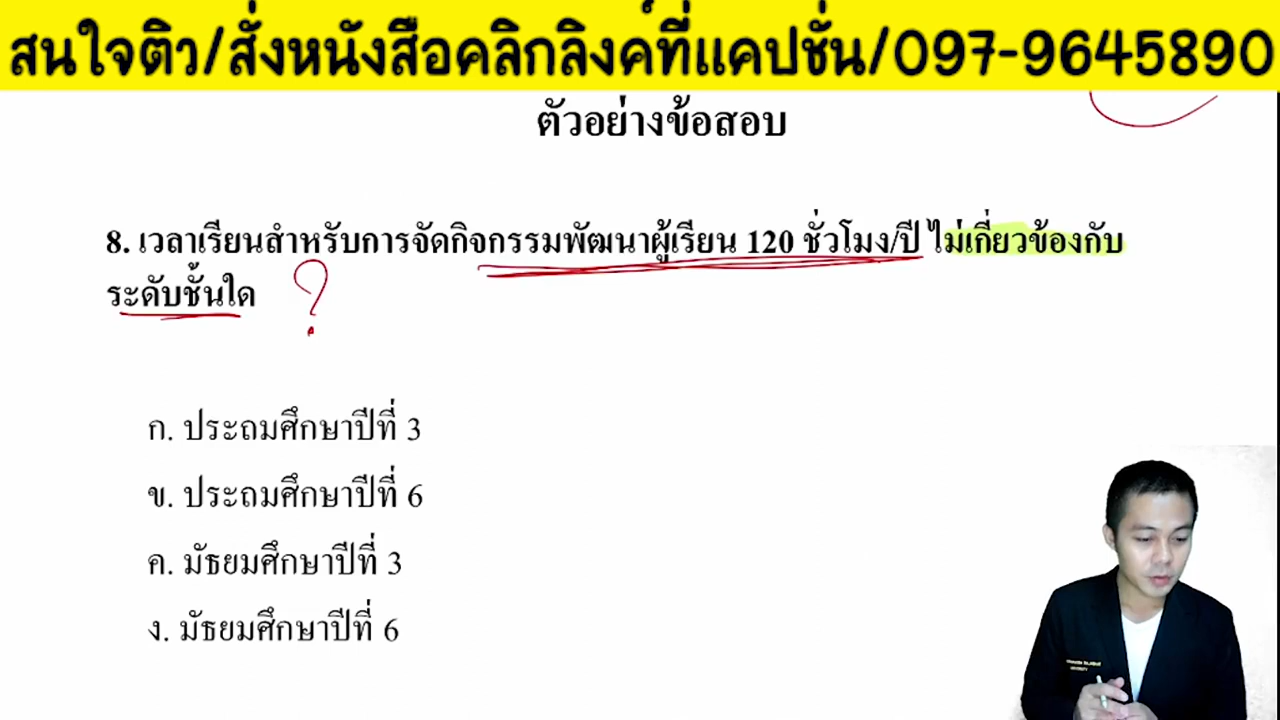 สนใจติว/สั่งหนังสือคลิกลิงค์ที่แคปชั่น/097-9645890
ตัวอย่างข้อสอบ
8. เวลาเรียนสำหรับการจัดกิจกรรมพัฒนาผู้เรียน 120 ชั่วโมง/ปี ไม่เกี่ยวข้องกับ
ระดับชั้นใด ?
ก. ประถมศึกษาปีที่ 3
ข. ประถมศึกษาปีที่ 6
ค. มัธยมศึกษาปีที่ 3
ง. มัธยมศึกษาปีที่ 6